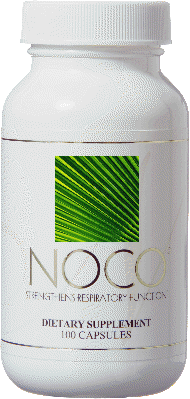 NOCO
STRENGTHENS RESPIRATORY FUNCTION
DIETARY SUPPLEMENT
100 CAPSULES